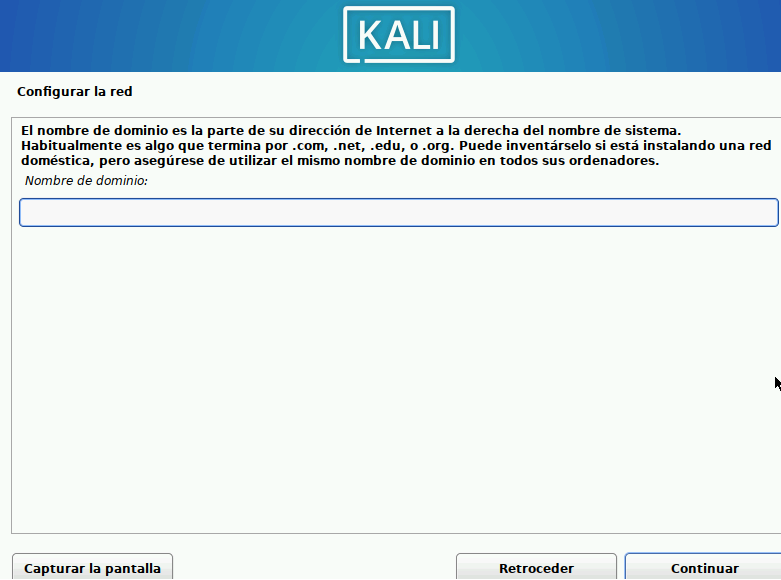 KALI
Configurar la red
El nombre de dominio es la parte de su dirección de Internet a la derecha del nombre de sistema.
Habitualmente es algo que termina por .com, .net, .edu, o .org. Puede inventárselo si está instalando una red
doméstica, pero asegúrese de utilizar el mismo nombre de dominio en todos sus ordenadores.
Nombre de dominio:
Capturar la pantalla
Retroceder
Continuar